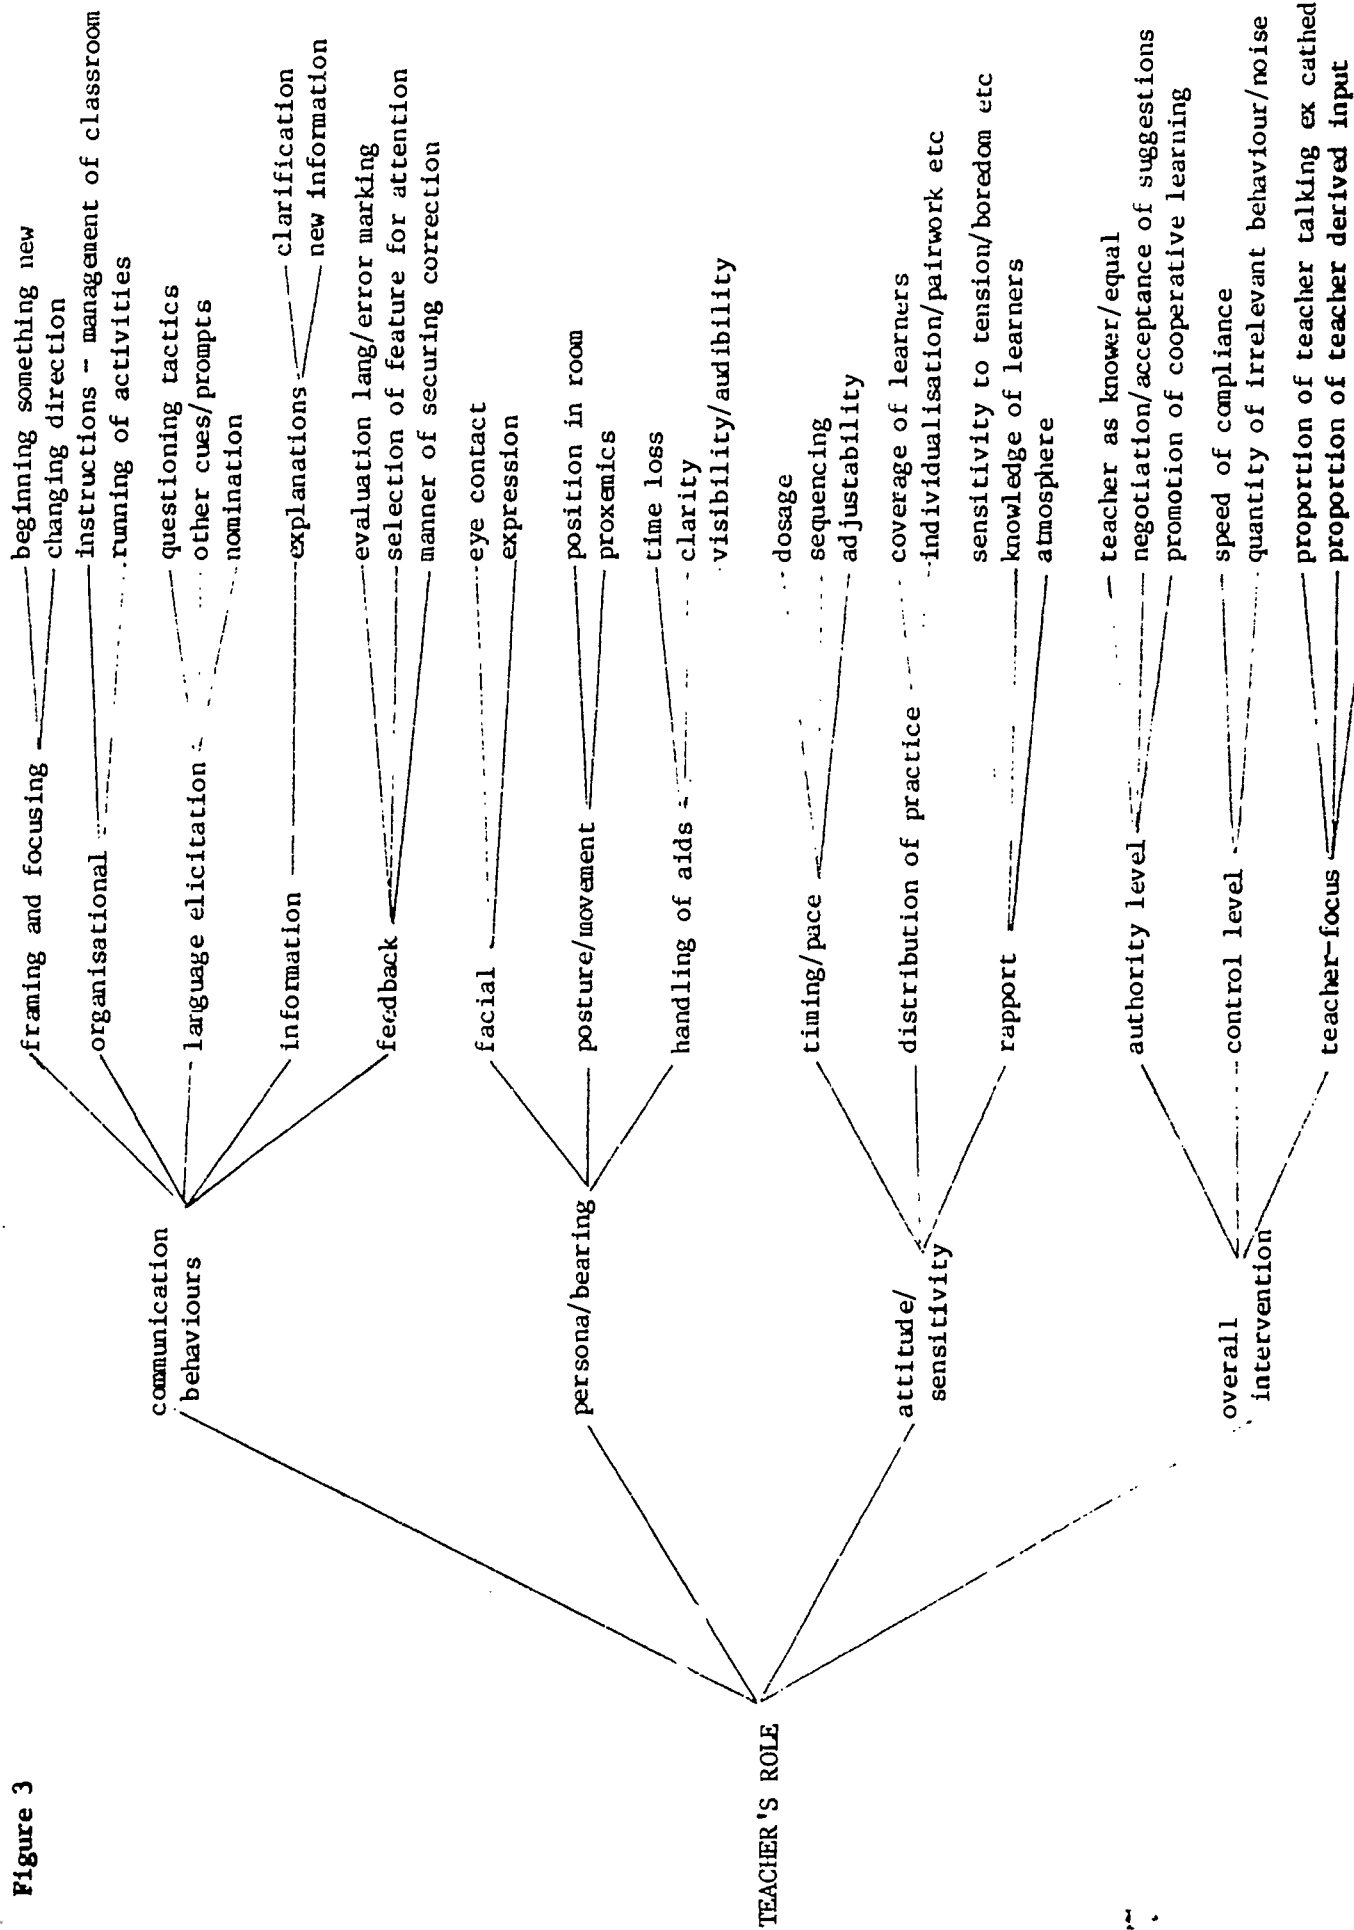 Figure 3
TEACHER'S ROLE
communication
behaviours
framing and focusing
beginning something new
changing direction
organisational
instructions - management of classroom
running of activities
language elicitation
questioning tactics
other cues/prompts
nomination
information
explanations
clarification
new information
feedback
evaluation lang/error marking
selection of feature for attention
manner of securing correction
persona/bearing
facial
eye contact
expression
posture/movement
position in room
proxemics
handling of aids
time loss
clarity
visibility/audibility
attitude/
sensitivity
timing/pace
dosage
sequencing
adjustability
distribution of practice
coverage of learners
individualisation/pairwork etc
rapport
sensitivity to tension/boredom etc
knowledge of learners
atmosphere
overall
intervention
authority level
teacher as knower/equal
negotiation/acceptance of suggestions
promotion of cooperative learning
control level
speed of compliance
quantity of irrelevant behaviour/noise
teacher-focus
proportion of teacher talking ex cathed
proportion of teacher derived input